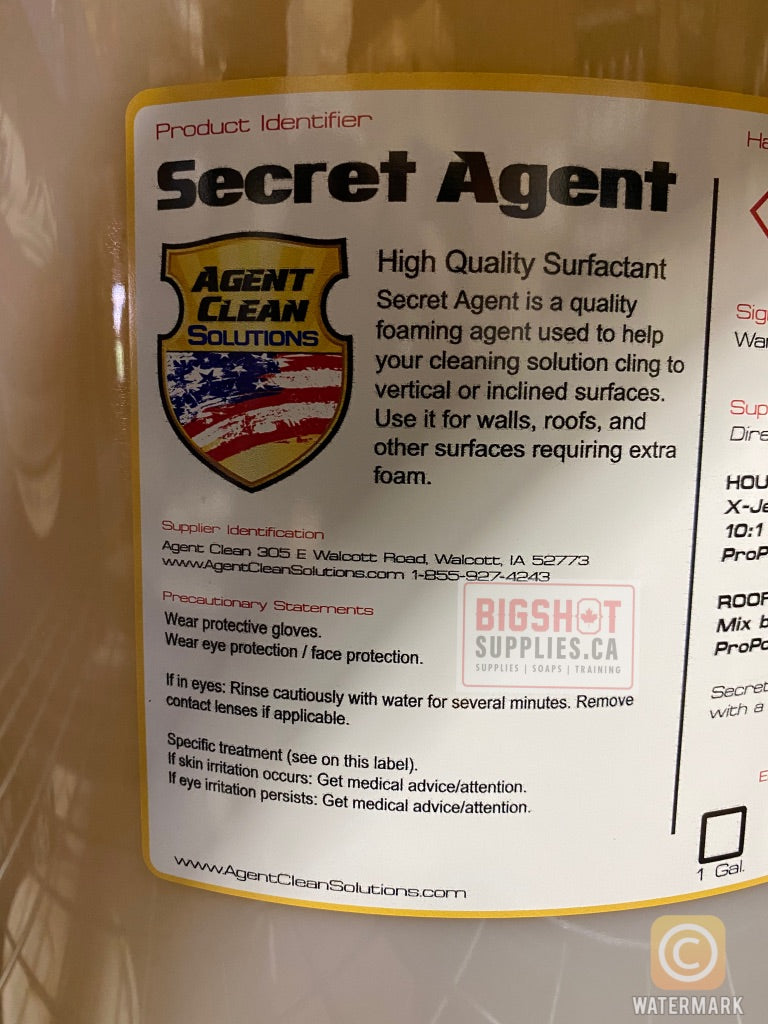 Product Identifier
Secret Agent
AGENT
CLEAN
SOLUTIONS
High Quality Surfactant
Secret Agent is a quality
foaming agent used to help
your cleaning solution cling to
vertical or inclined surfaces.
Use it for walls, roofs, and
other surfaces requiring extra
foam.
Supplier Identification
Agent Clean 305 E Walcott Road, Walcott, IA 52773
www.AgentCleanSolutions.com 1-855-927-4243
Precautionary Statements
Wear protective gloves.
Wear eye protection / face protection.
If in eyes: Rinse cautiously with water for several minutes. Remove
contact lenses if applicable.
Specific treatment (see on this label).
If skin irritation occurs: Get medical advice/attention.
If eye irritation persists: Get medical advice/attention.
www.AgentCleanSolutions.com
BIGSHOT
SUPPLIES.CA
SUPPLIES | SOAPS | TRAINING
10:1
Mix
with a
1 Gal.
©
WATERMARK